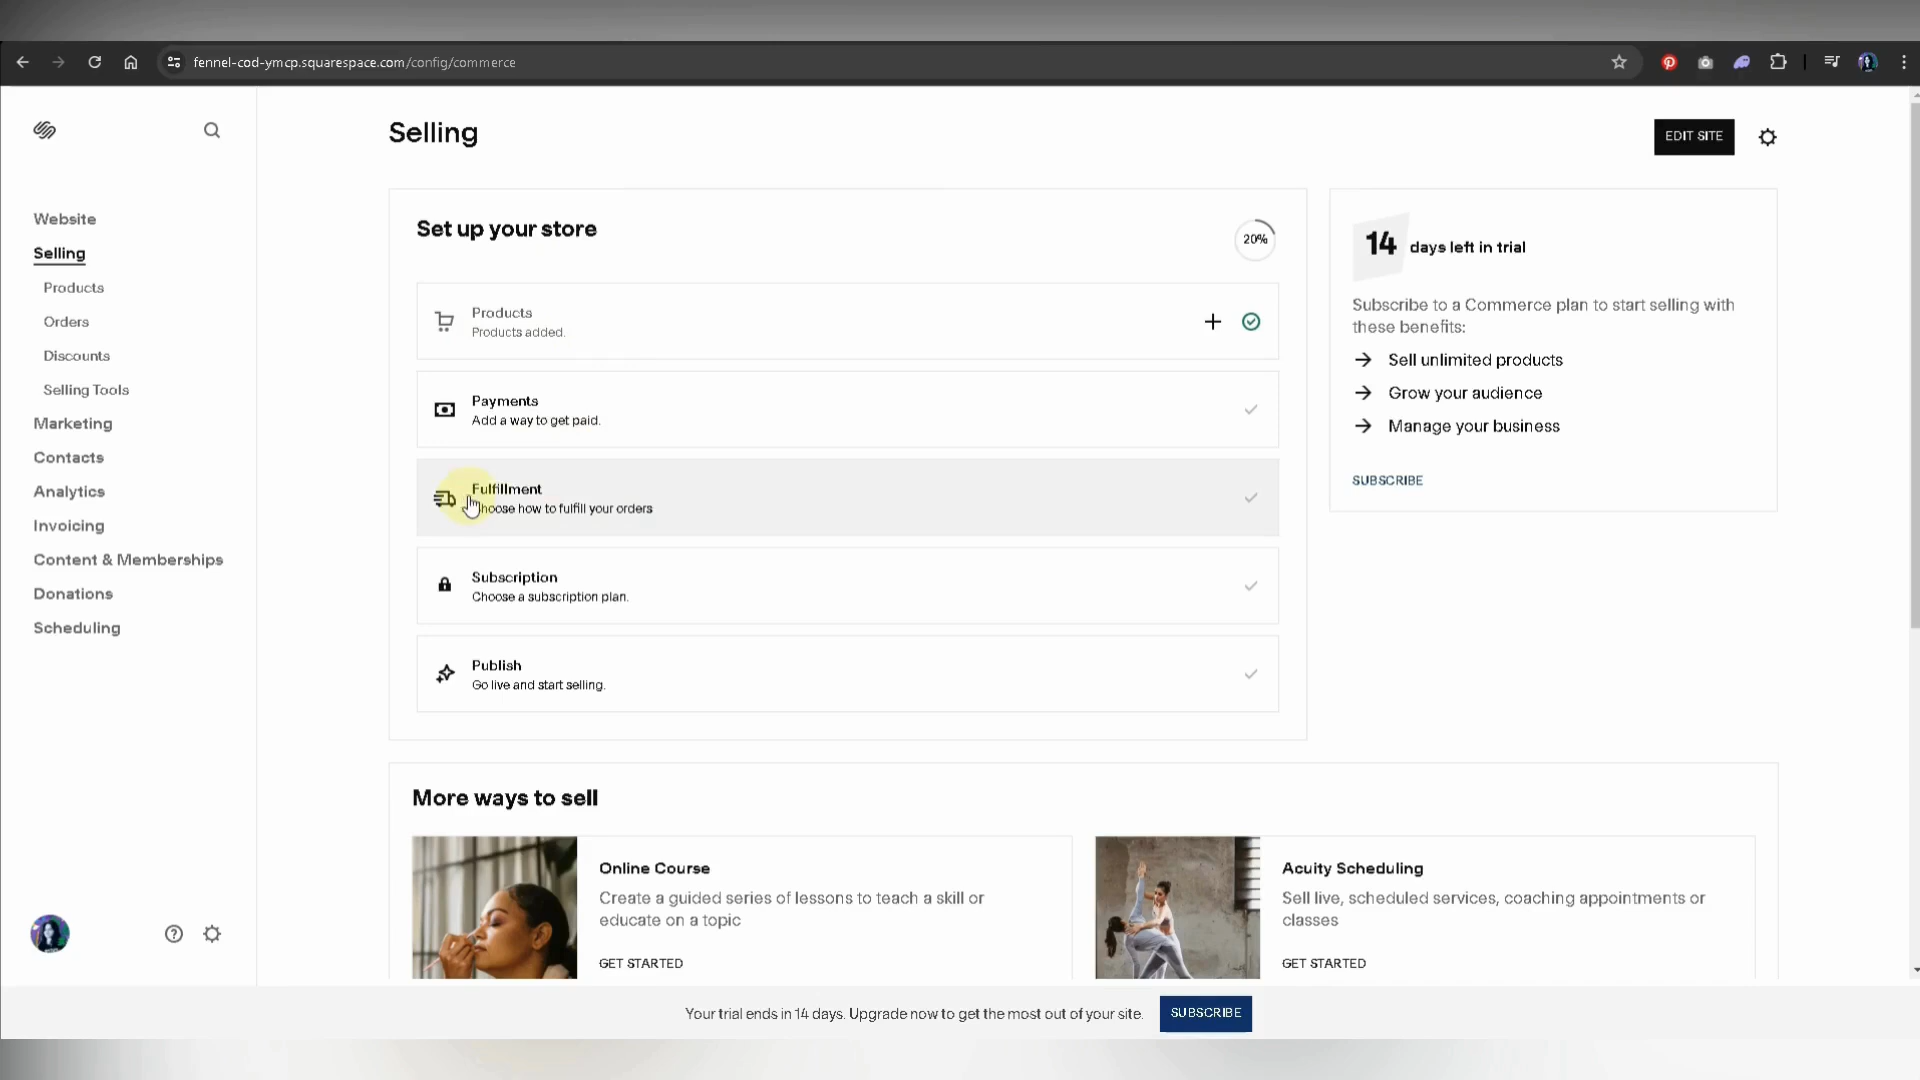 fennel-cod-ymcp.squarespace.com/config/commerce
Selling
EDIT SITE
Website
Selling
Products
Orders
Discounts
Selling Tools
Marketing
Contacts
Analytics
Invoicing
Content & Memberships
Donations
Scheduling
Set up your store
20%
Products
Products added.
Payments
Add a way to get paid.
Fulfillment
Choose how to fulfill your orders
Subscription
Choose a subscription plan.
Publish
Go live and start selling.
14 days left in trial
Subscribe to a Commerce plan to start selling with
these benefits:
Sell unlimited products
Grow your audience
Manage your business
SUBSCRIBE
More ways to sell
Online Course
Create a guided series of lessons to teach a skill or
educate on a topic
GET STARTED
Acuity Scheduling
Sell live, scheduled services, coaching appointments or
classes
GET STARTED
Your trial ends in 14 days. Upgrade now to get the most out of your site.
SUBSCRIBE